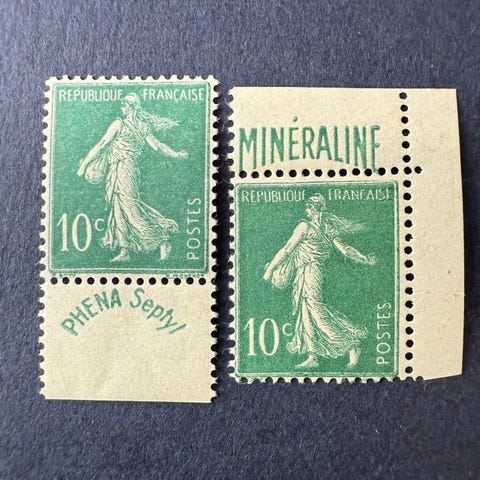 REPUBLIQUE FRANÇAISE
10c
POSTES
PHENA Septyl
MINÉRALINE
REPUBLIQUE FRANÇAISE
10c
POSTES